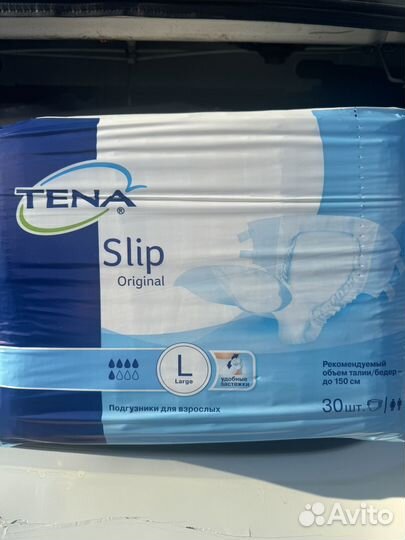 TENA®
Slip
Original
L
Large
удобные
застежки
Рекомендуемый
объем талии/бедер –
до 150 см
Подгузники для взрослых
30 шт.
Avito